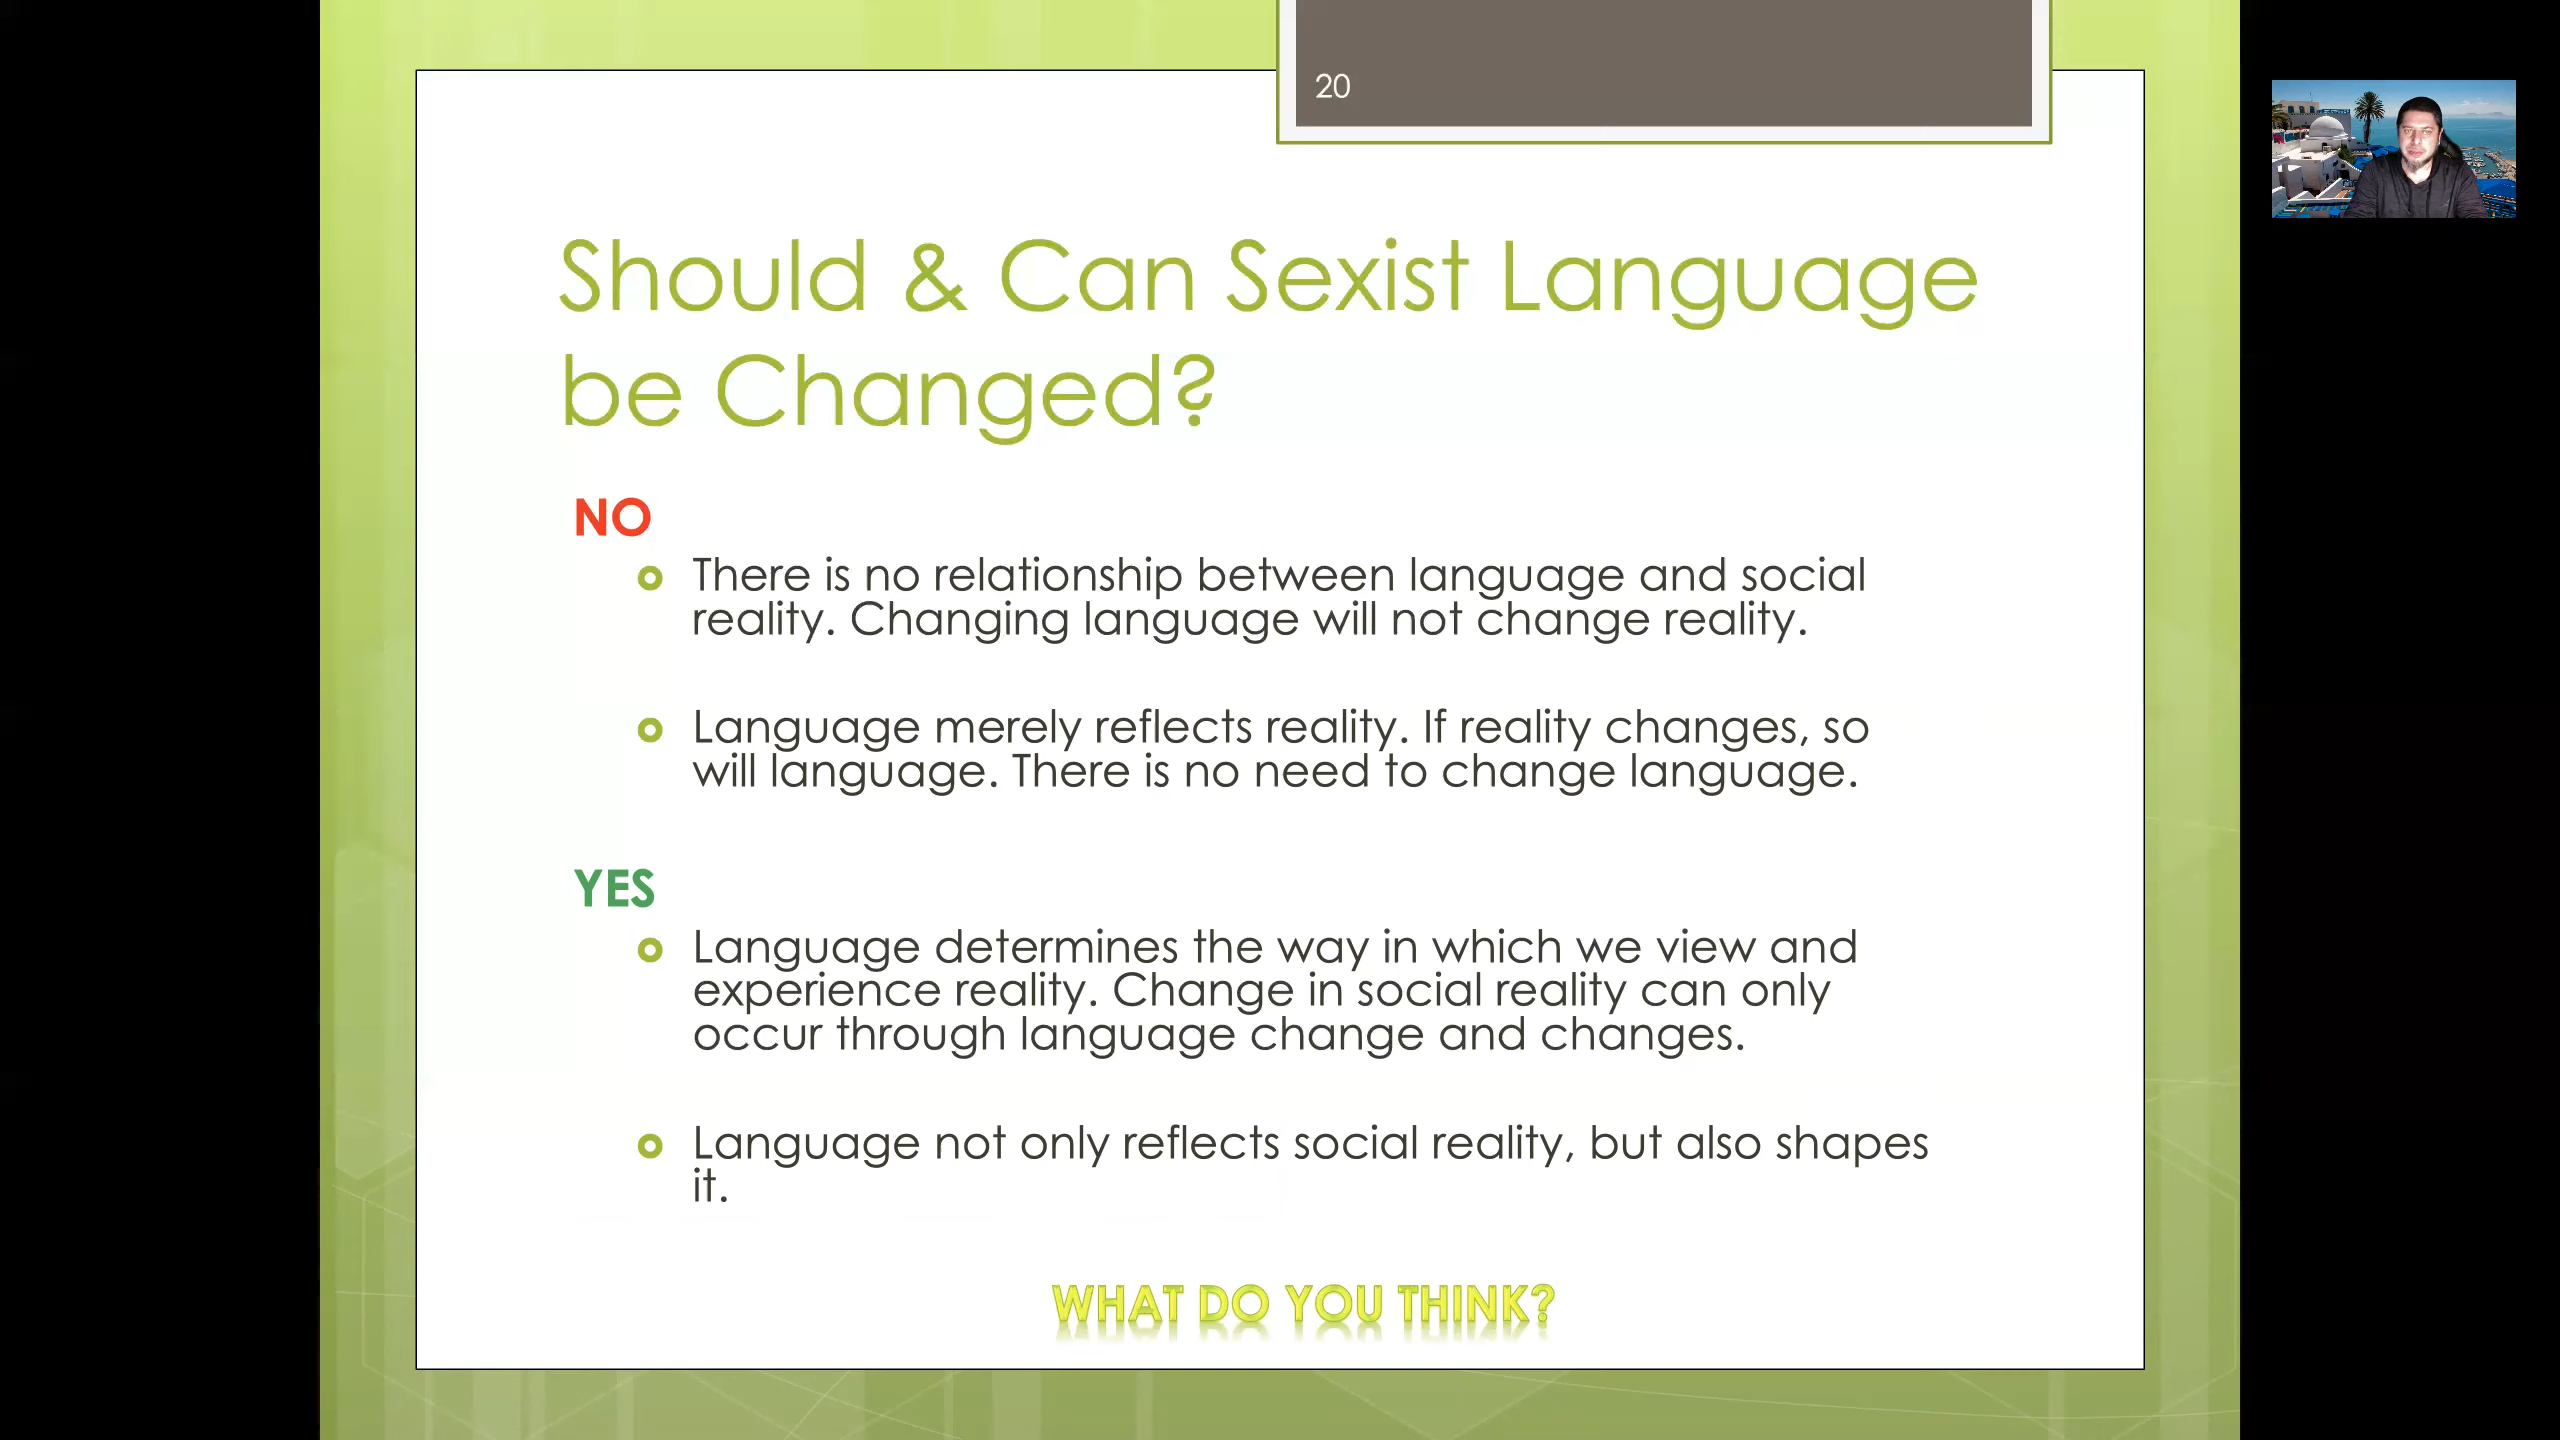 20
Should & Can Sexist Language
be Changed?
NO
There is no relationship between language and social
reality. Changing language will not change reality.
Language merely reflects reality. If reality changes, so
will language. There is no need to change language.
YES
Language determines the way in which we view and
experience reality. Change in social reality can only
occur through language change and changes.
Language not only reflects social reality, but also shapes
it.
WHAT DO YOU THINK?